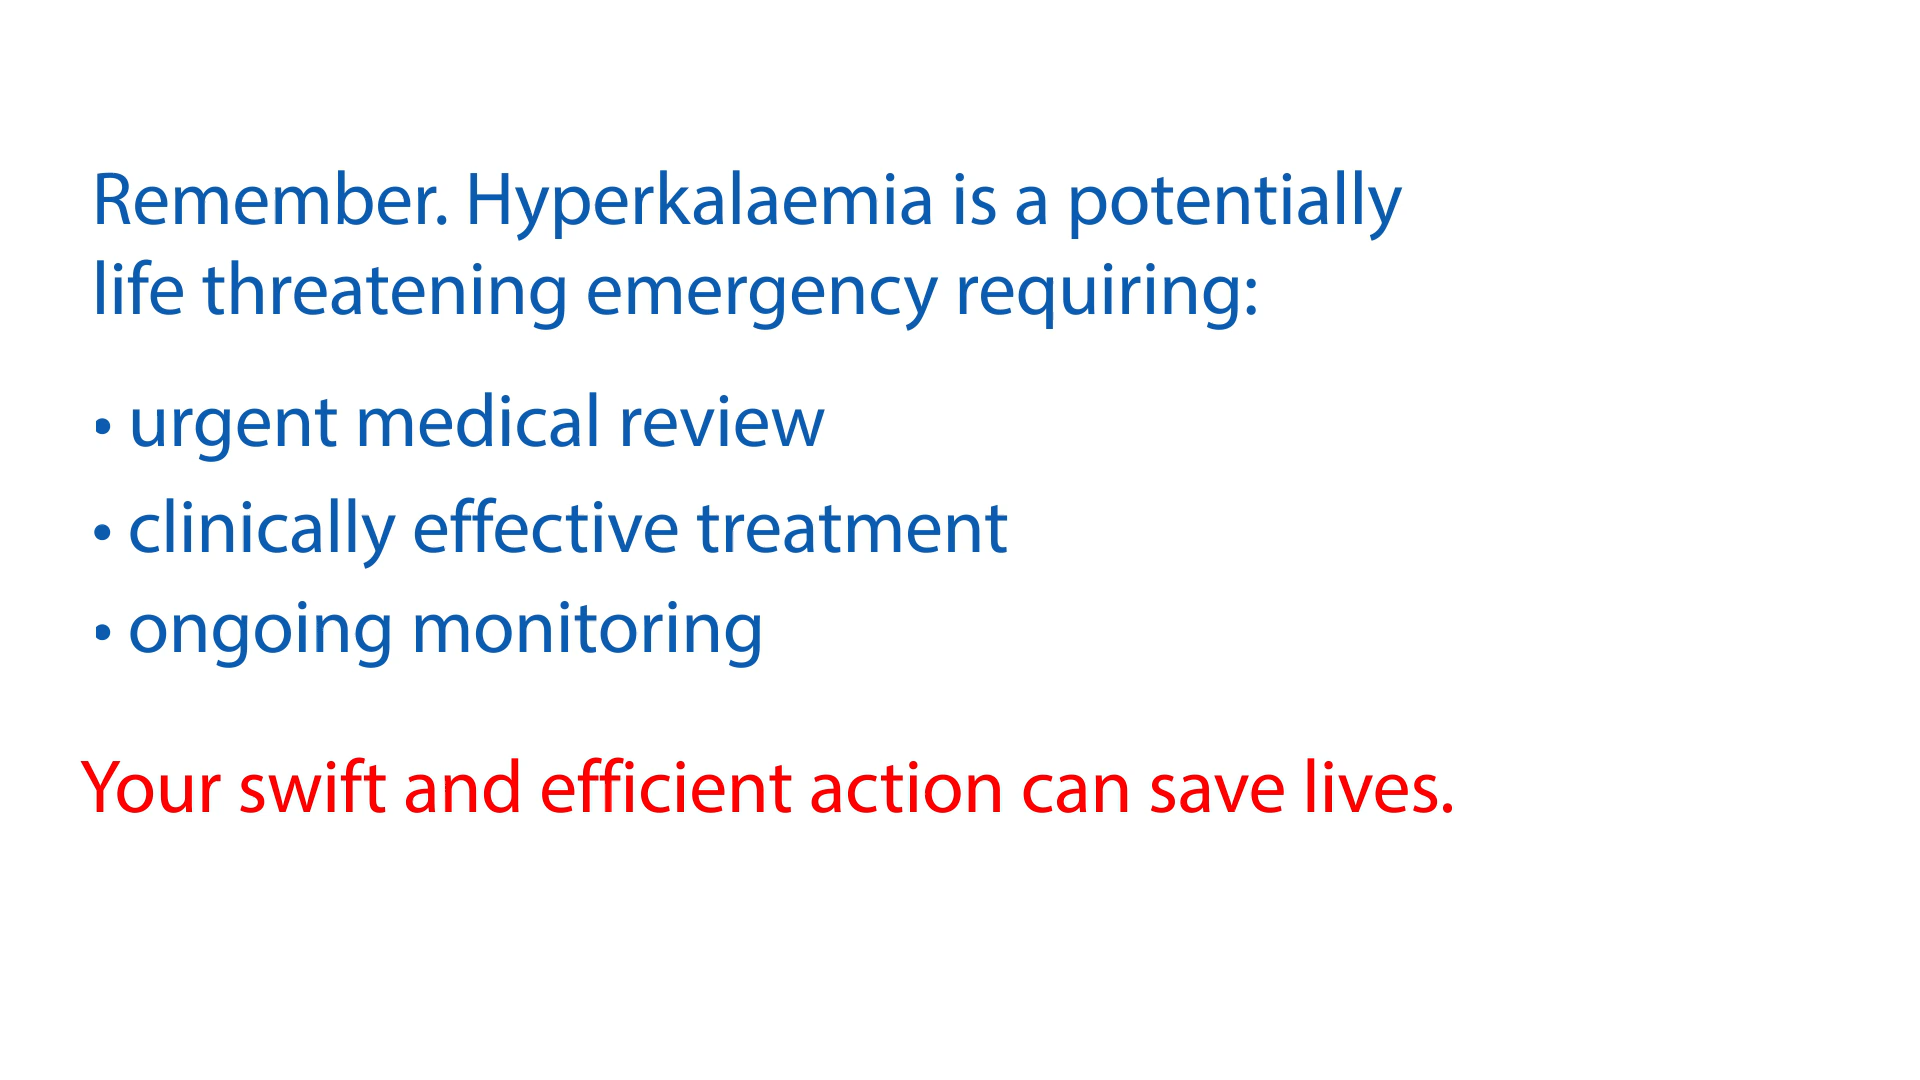 Remember. Hyperkalaemia is a potentially
life threatening emergency requiring:
• urgent medical review
• clinically effective treatment
• ongoing monitoring
Your swift and efficient action can save lives.